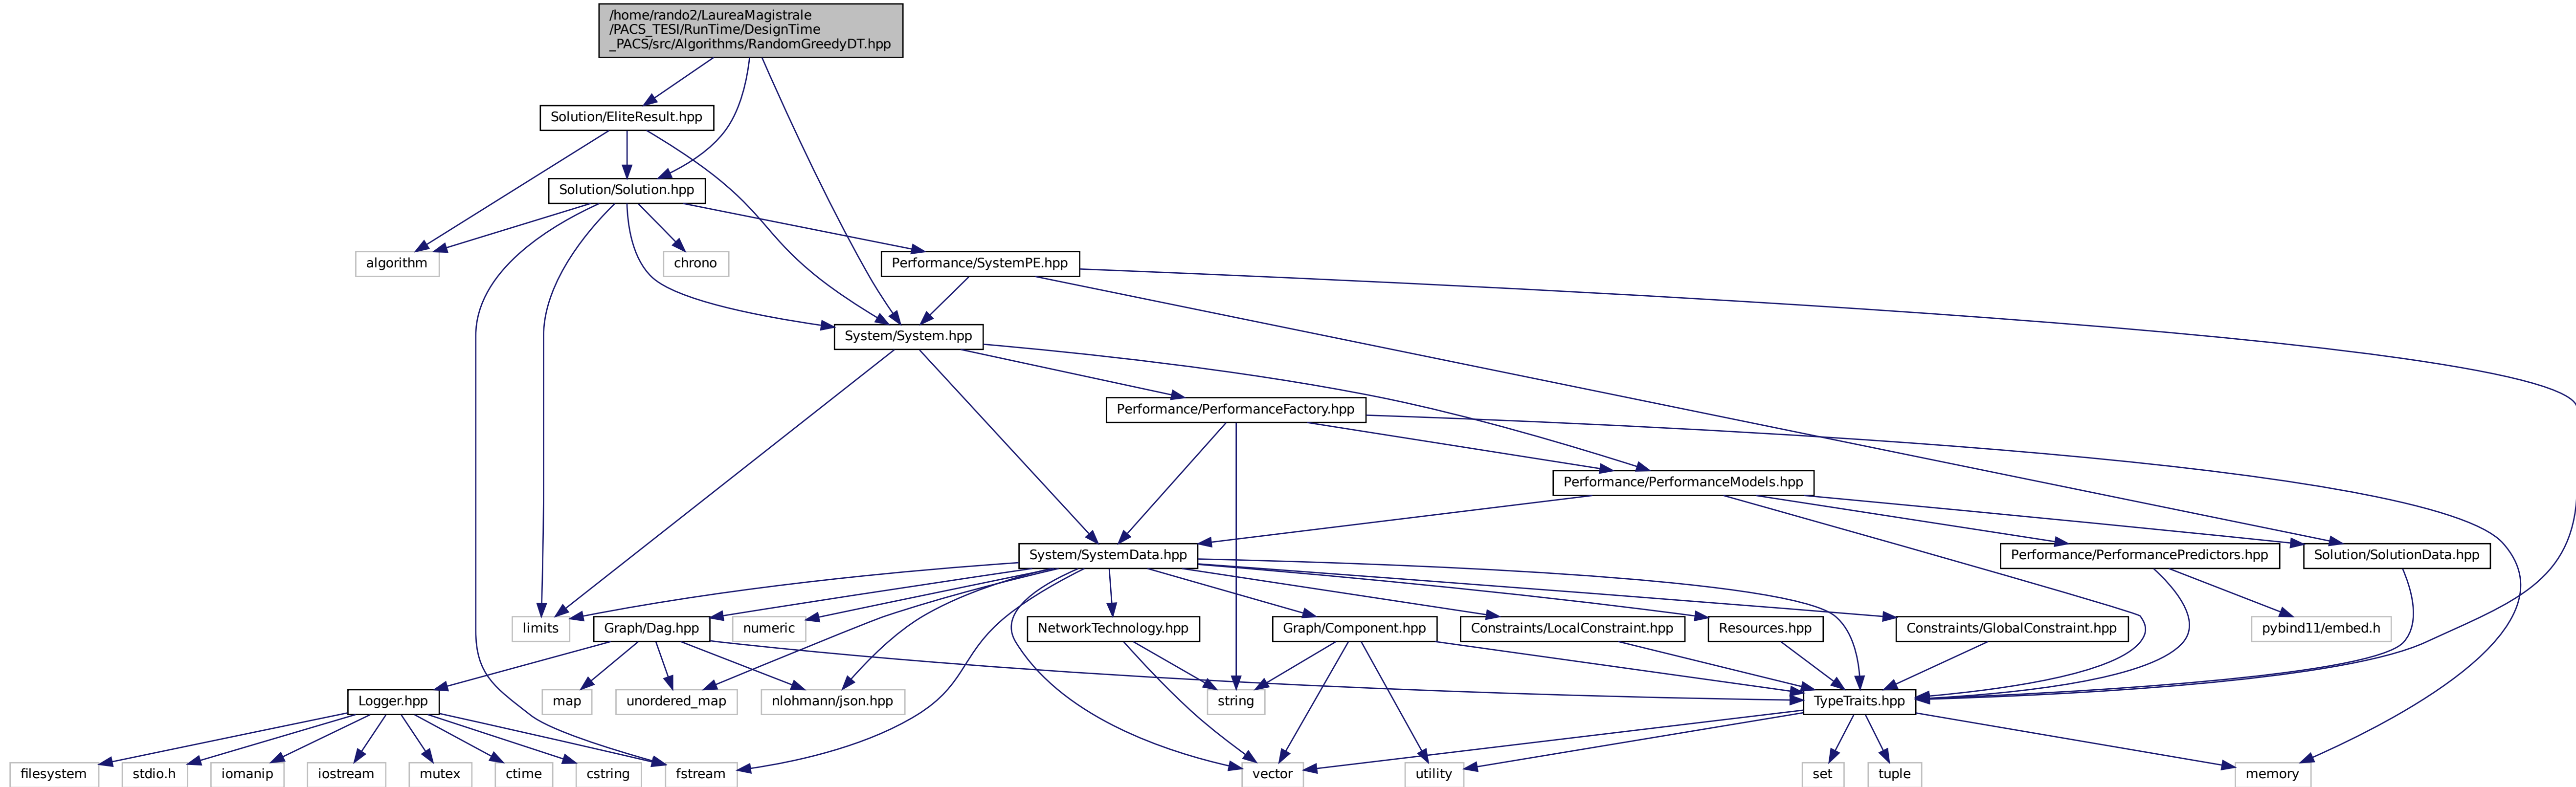 /home/rando2/LaureaMagistrale
/PACS_TESI/RunTime/DesignTime
_PACS/src/Algorithms/RandomGreedyDT.hpp
Solution/EliteResult.hpp
Solution/Solution.hpp
algorithm
chrono
Performance/SystemPE.hpp
System/System.hpp
Performance/PerformanceFactory.hpp
Performance/PerformanceModels.hpp
System/SystemData.hpp
Performance/PerformancePredictors.hpp
Solution/SolutionData.hpp
limits
Graph/Dag.hpp
numeric
NetworkTechnology.hpp
Graph/Component.hpp
Constraints/LocalConstraint.hpp
Resources.hpp
Constraints/GlobalConstraint.hpp
pybind11/embed.h
Logger.hpp
map
unordered_map
nlohmann/json.hpp
string
TypeTraits.hpp
filesystem
stdio.h
iomanip
iostream
mutex
ctime
cstring
fstream
vector
utility
set
tuple
memory